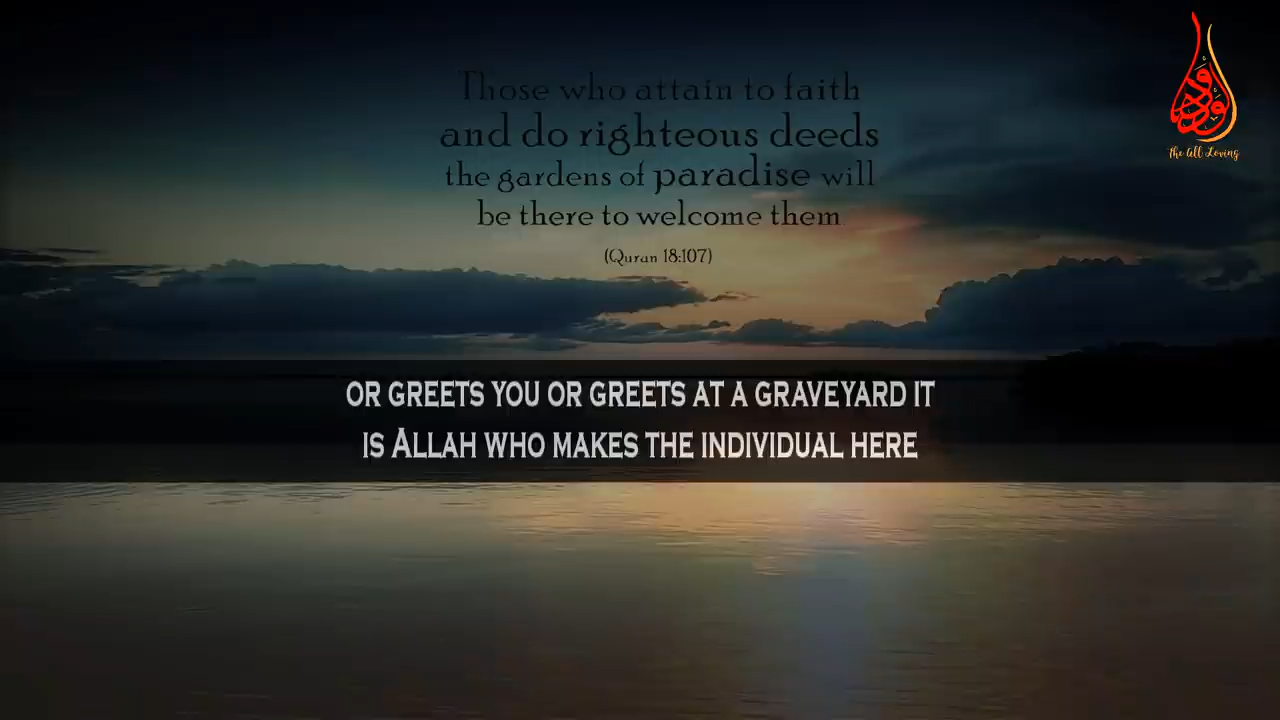 Those who attain to faith
and do righteous deeds
the gardens of paradise will
be there to welcome them
(Quran 18:107)
The All Loving
OR GREETS YOU OR GREETS AT A GRAVEYARD IT
IS ALLAH WHO MAKES THE INDIVIDUAL HERE